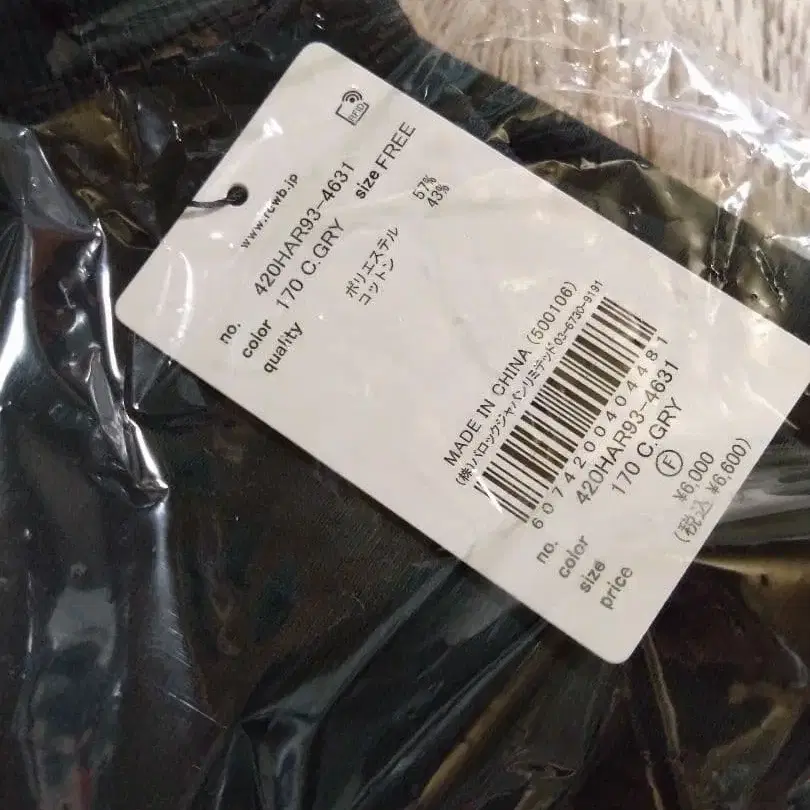 RFID
www.rcwb.jp
no. 420HAR93-4631
color 170 C.GRY size FREE
quality
ポリエステル 57%
コットン 43%
MADE IN CHINA (500106)
(株)バロックジャパンリミテッド03-6730-9191
6074200404481
no. 420HAR93-4631
color 170 C.GRY
size F
price ¥6,000
(税込 ¥6,600)